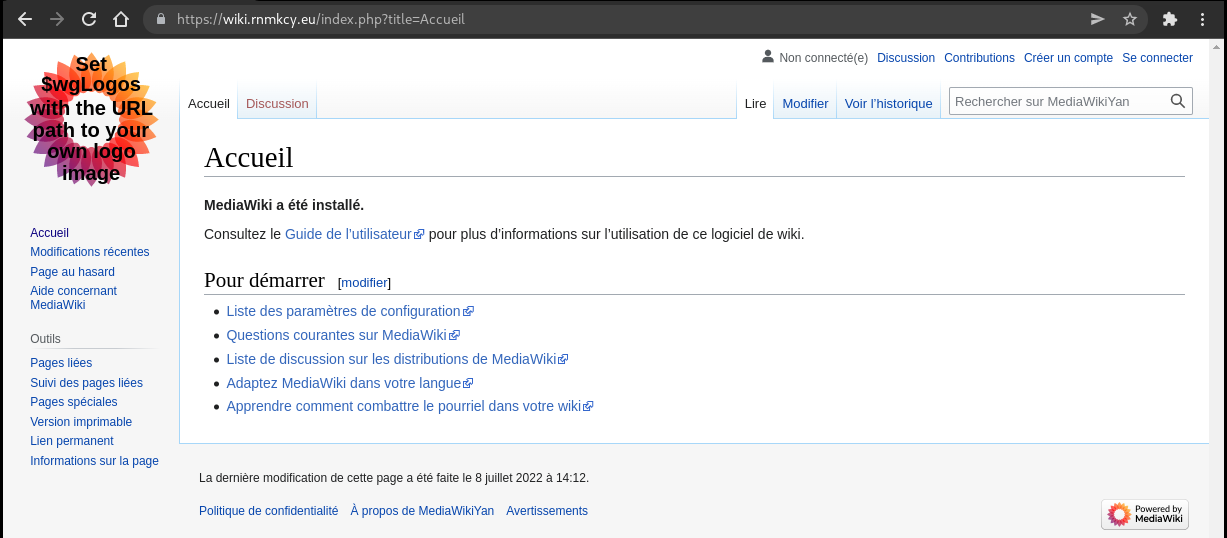 https://wiki.rnmkcy.eu/index.php?title=Accueil
Set
$wgLogos
with the URL
path to your
own logo
image
Non connecté(e) Discussion Contributions Créer un compte Se connecter
Accueil Discussion Lire Modifier Voir l’historique Rechercher sur MediaWikiYan
Accueil
MediaWiki a été installé.
Consultez le Guide de l’utilisateur pour plus d’informations sur l’utilisation de ce logiciel de wiki.
Pour démarrer [modifier]
Liste des paramètres de configuration
Questions courantes sur MediaWiki
Liste de discussion sur les distributions de MediaWiki
Adaptez MediaWiki dans votre langue
Apprendre comment combattre le pourriel dans votre wiki
Accueil
Modifications récentes
Page au hasard
Aide concernant
MediaWiki
Outils
Pages liées
Suivi des pages liées
Pages spéciales
Version imprimable
Lien permanent
Informations sur la page
La dernière modification de cette page a été faite le 8 juillet 2022 à 14:12.
Politique de confidentialité À propos de MediaWikiYan Avertissements
Powered by
MediaWiki